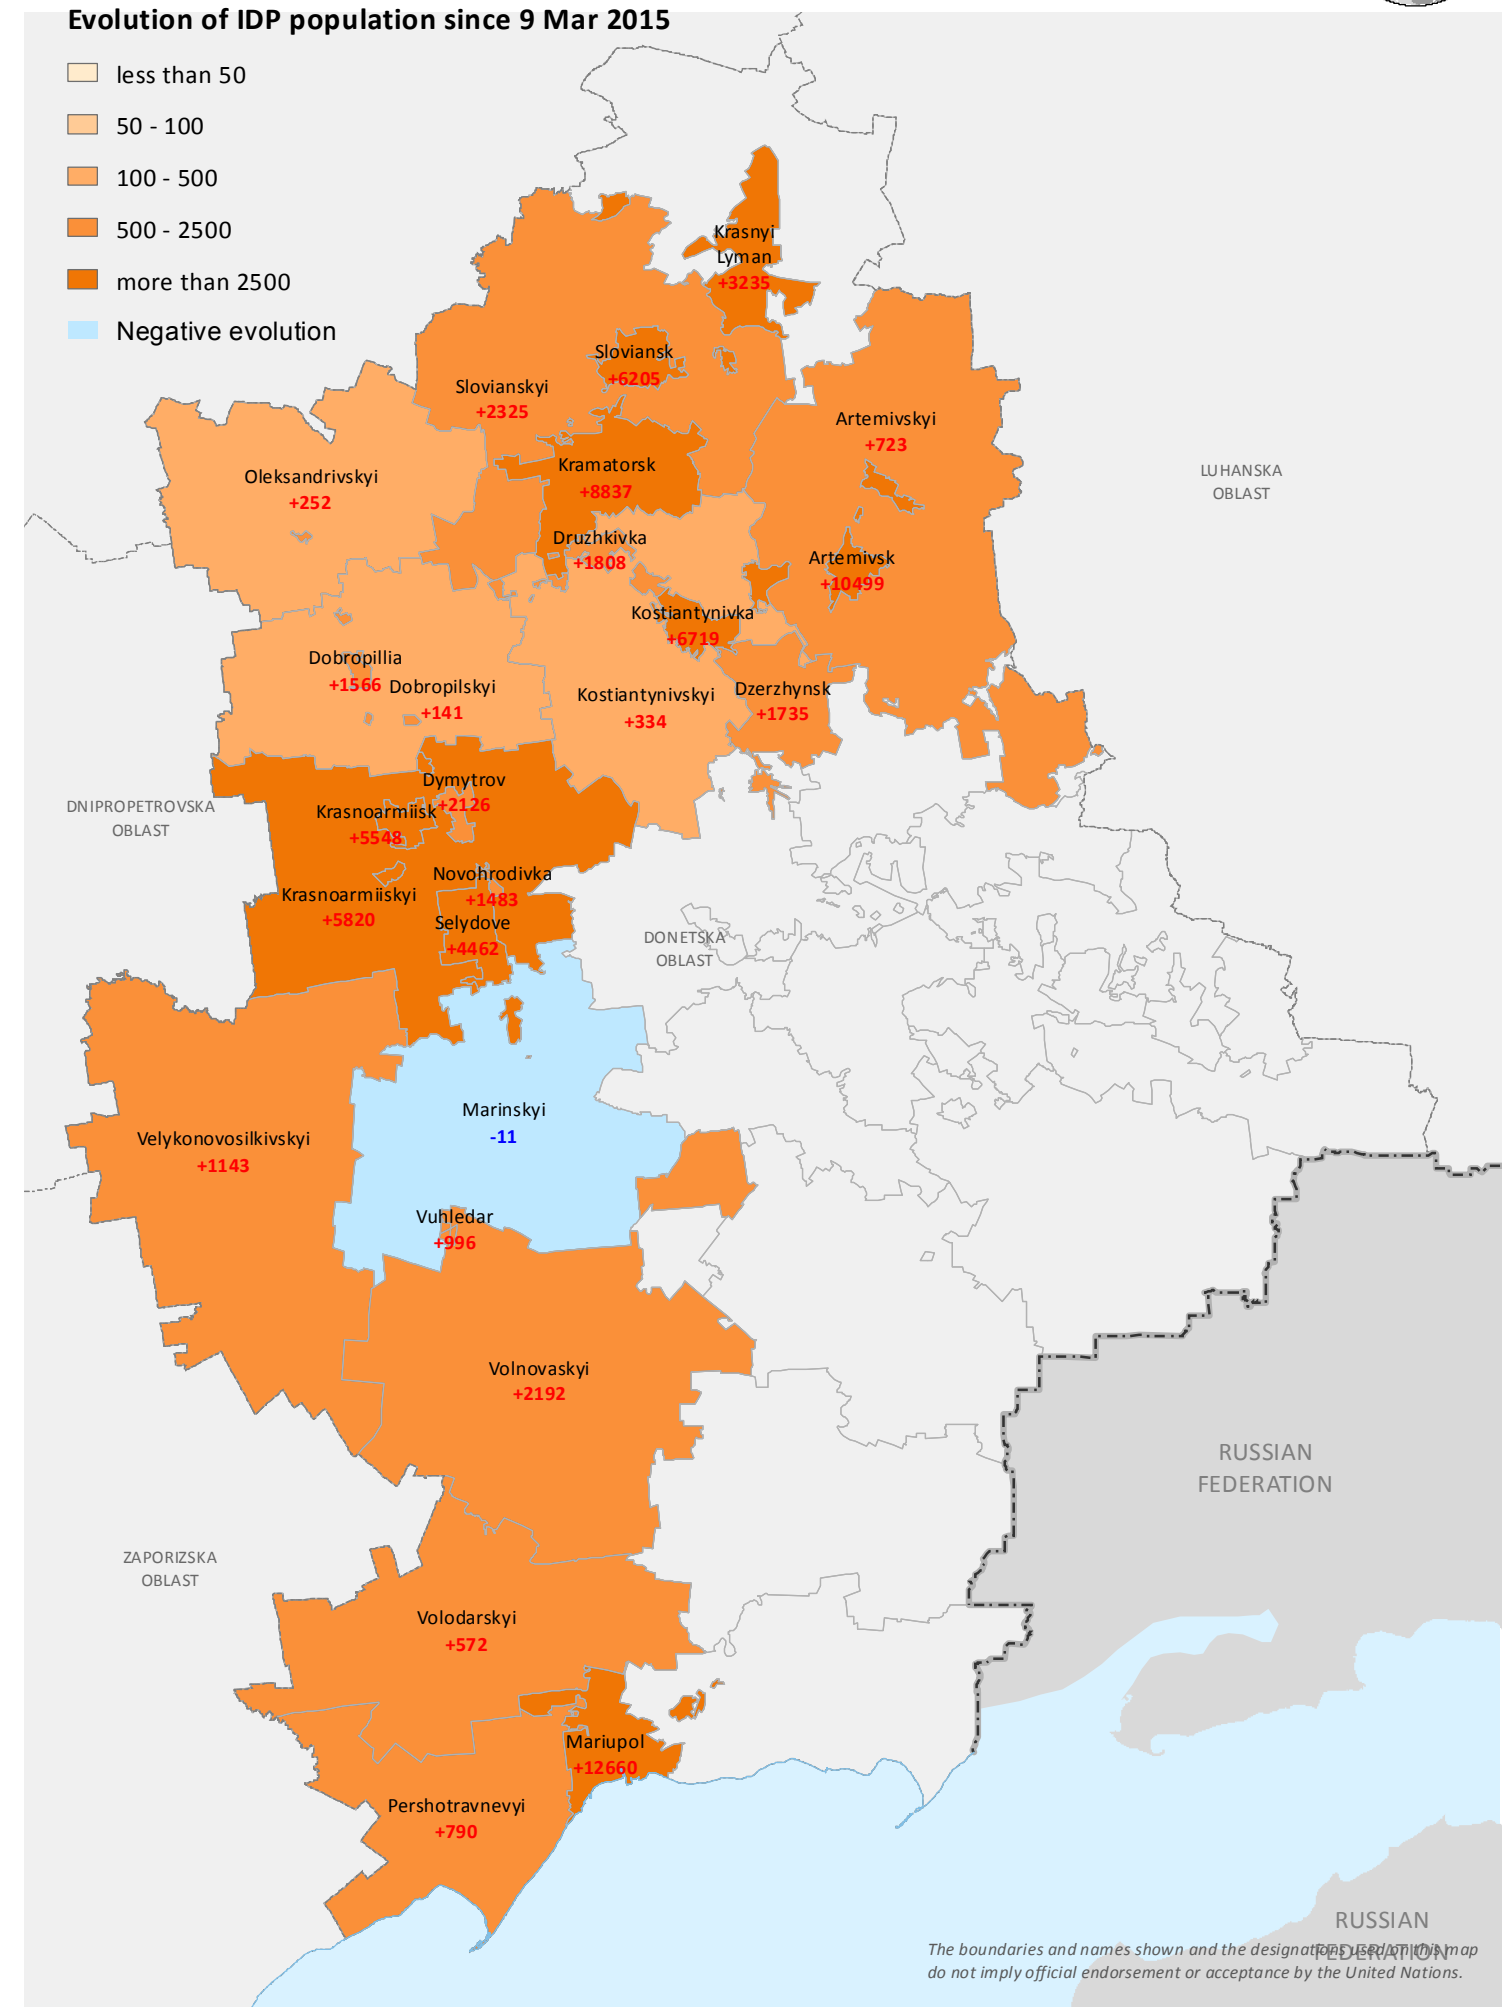 Evolution of IDP population since 9 Mar 2015
less than 50
50 - 100
100 - 500
500 - 2500
more than 2500
Negative evolution
Krasnyi
Lyman
+3235
Sloviansk
+6205
Slovianskyi
+2325
Artemivskyi
+723
Oleksandrivskyi
+252
Kramatorsk
+8837
LUHANSKA
OBLAST
Druzhkivka
+1808
Artemivsk
+10499
Kostiantynivka
+6719
Dobropillia
+1566
Dobropilskyi
+141
Kostiantynivskyi
+334
Dzerzhynsk
+1735
Dymytrov
+2126
DNIPROPETROVSKA
OBLAST
Krasnoarmiisk
+5548
Novohrodivka
+1483
Krasnoarmiiskyi
+5820
Selydove
+4462
DONETSKA
OBLAST
Marinskyi
-11
Velykonovosilkivskyi
+1143
Vuhledar
+996
Volnovaskyi
+2192
RUSSIAN
FEDERATION
ZAPORIZSKA
OBLAST
Volodarskyi
+572
Mariupol
+12660
Pershotravnevyi
+790
RUSSIAN
FEDERATION
The boundaries and names shown and the designations used on this map
do not imply official endorsement or acceptance by the United Nations.